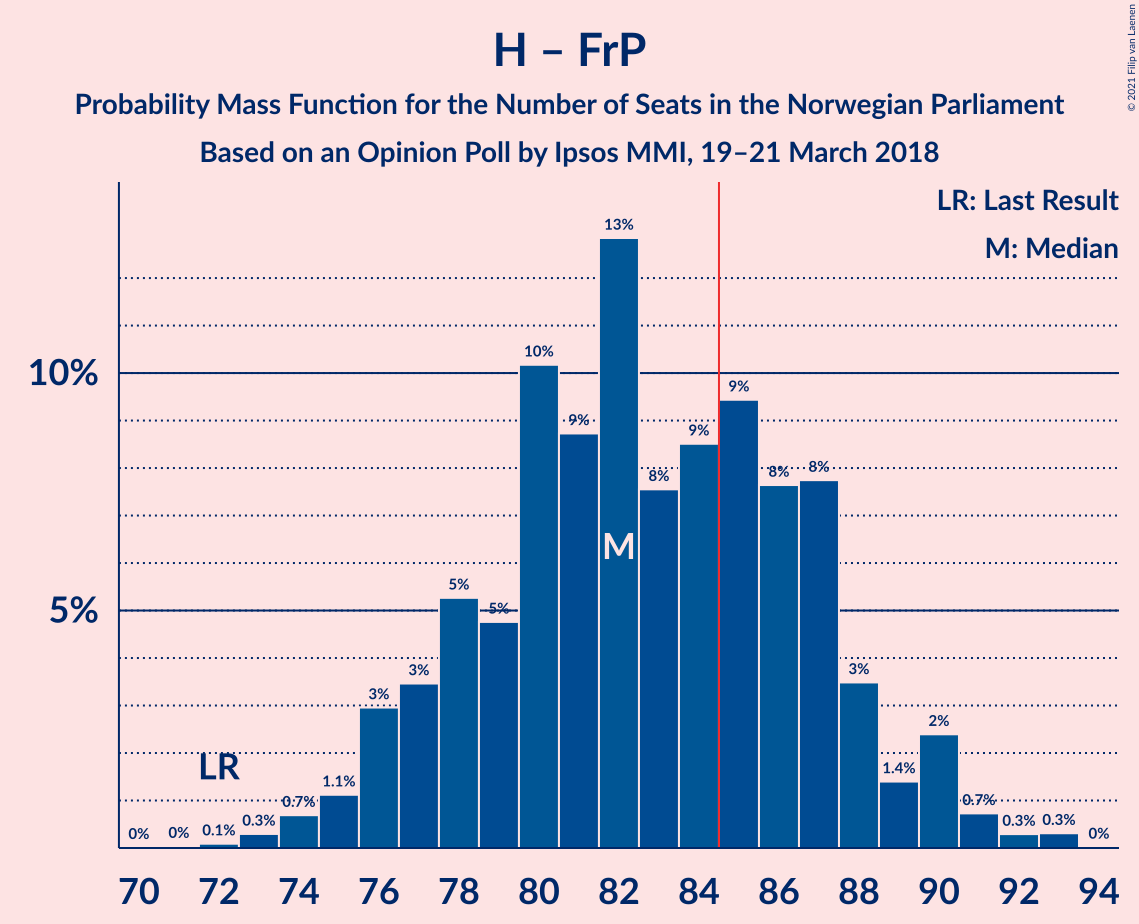 H – FrP
Probability Mass Function for the Number of Seats in the Norwegian Parliament
Based on an Opinion Poll by Ipsos MMI, 19–21 March 2018
© 2021 Filip van Laenen
LR: Last Result
M: Median
10%
5%
0% 0% 0.1% 0.3% 0.7% 1.1% 3% 3% 5% 5% 10% 9% 13% 8% 9% 9% 8% 8% 3% 1.4% 2% 0.7% 0.3% 0.3% 0%
LR
M
70 72 74 76 78 80 82 84 86 88 90 92 94